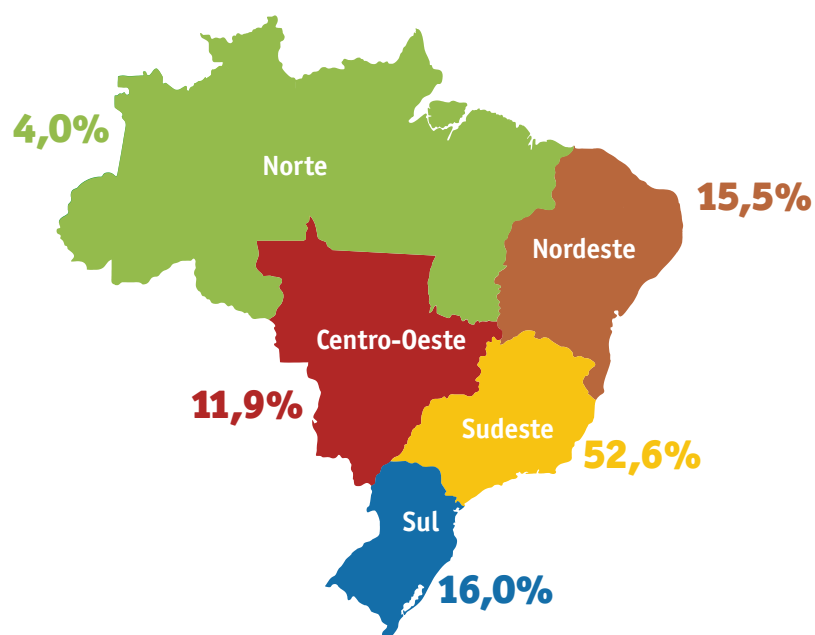 4,0%
Norte
15,5%
Nordeste
Centro-Oeste
11,9%
Sudeste
52,6%
Sul
16,0%